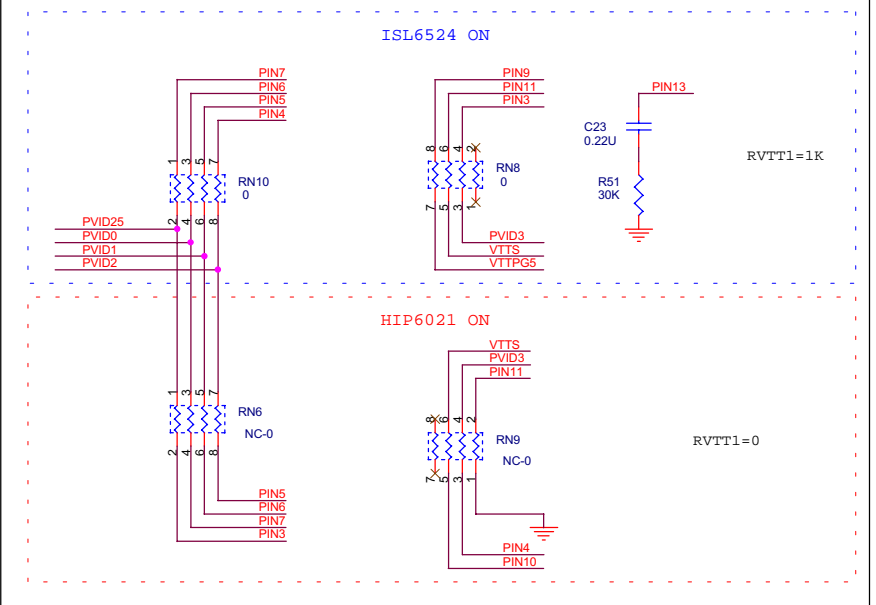 ISL6524 ON
PIN7
PIN6
PIN5
PIN4
1 3 5 7
RN10
0
2 4 6 8
PVID25
PVID0
PVID1
PVID2
PIN9
PIN11
PIN3
8 6 4 2
RN8
0
7 5 3 1
PVID3
VTTS
VTTPG5
PIN13
C23
0.22U
R51
30K
RVTT1=1K
HIP6021 ON
1 3 5 7
RN6
NC-0
2 4 6 8
PIN5
PIN6
PIN7
PIN3
VTTS
PVID3
PIN11
8 6 4 2
RN9
NC-0
7 5 3 1
PIN4
PIN10
RVTT1=0